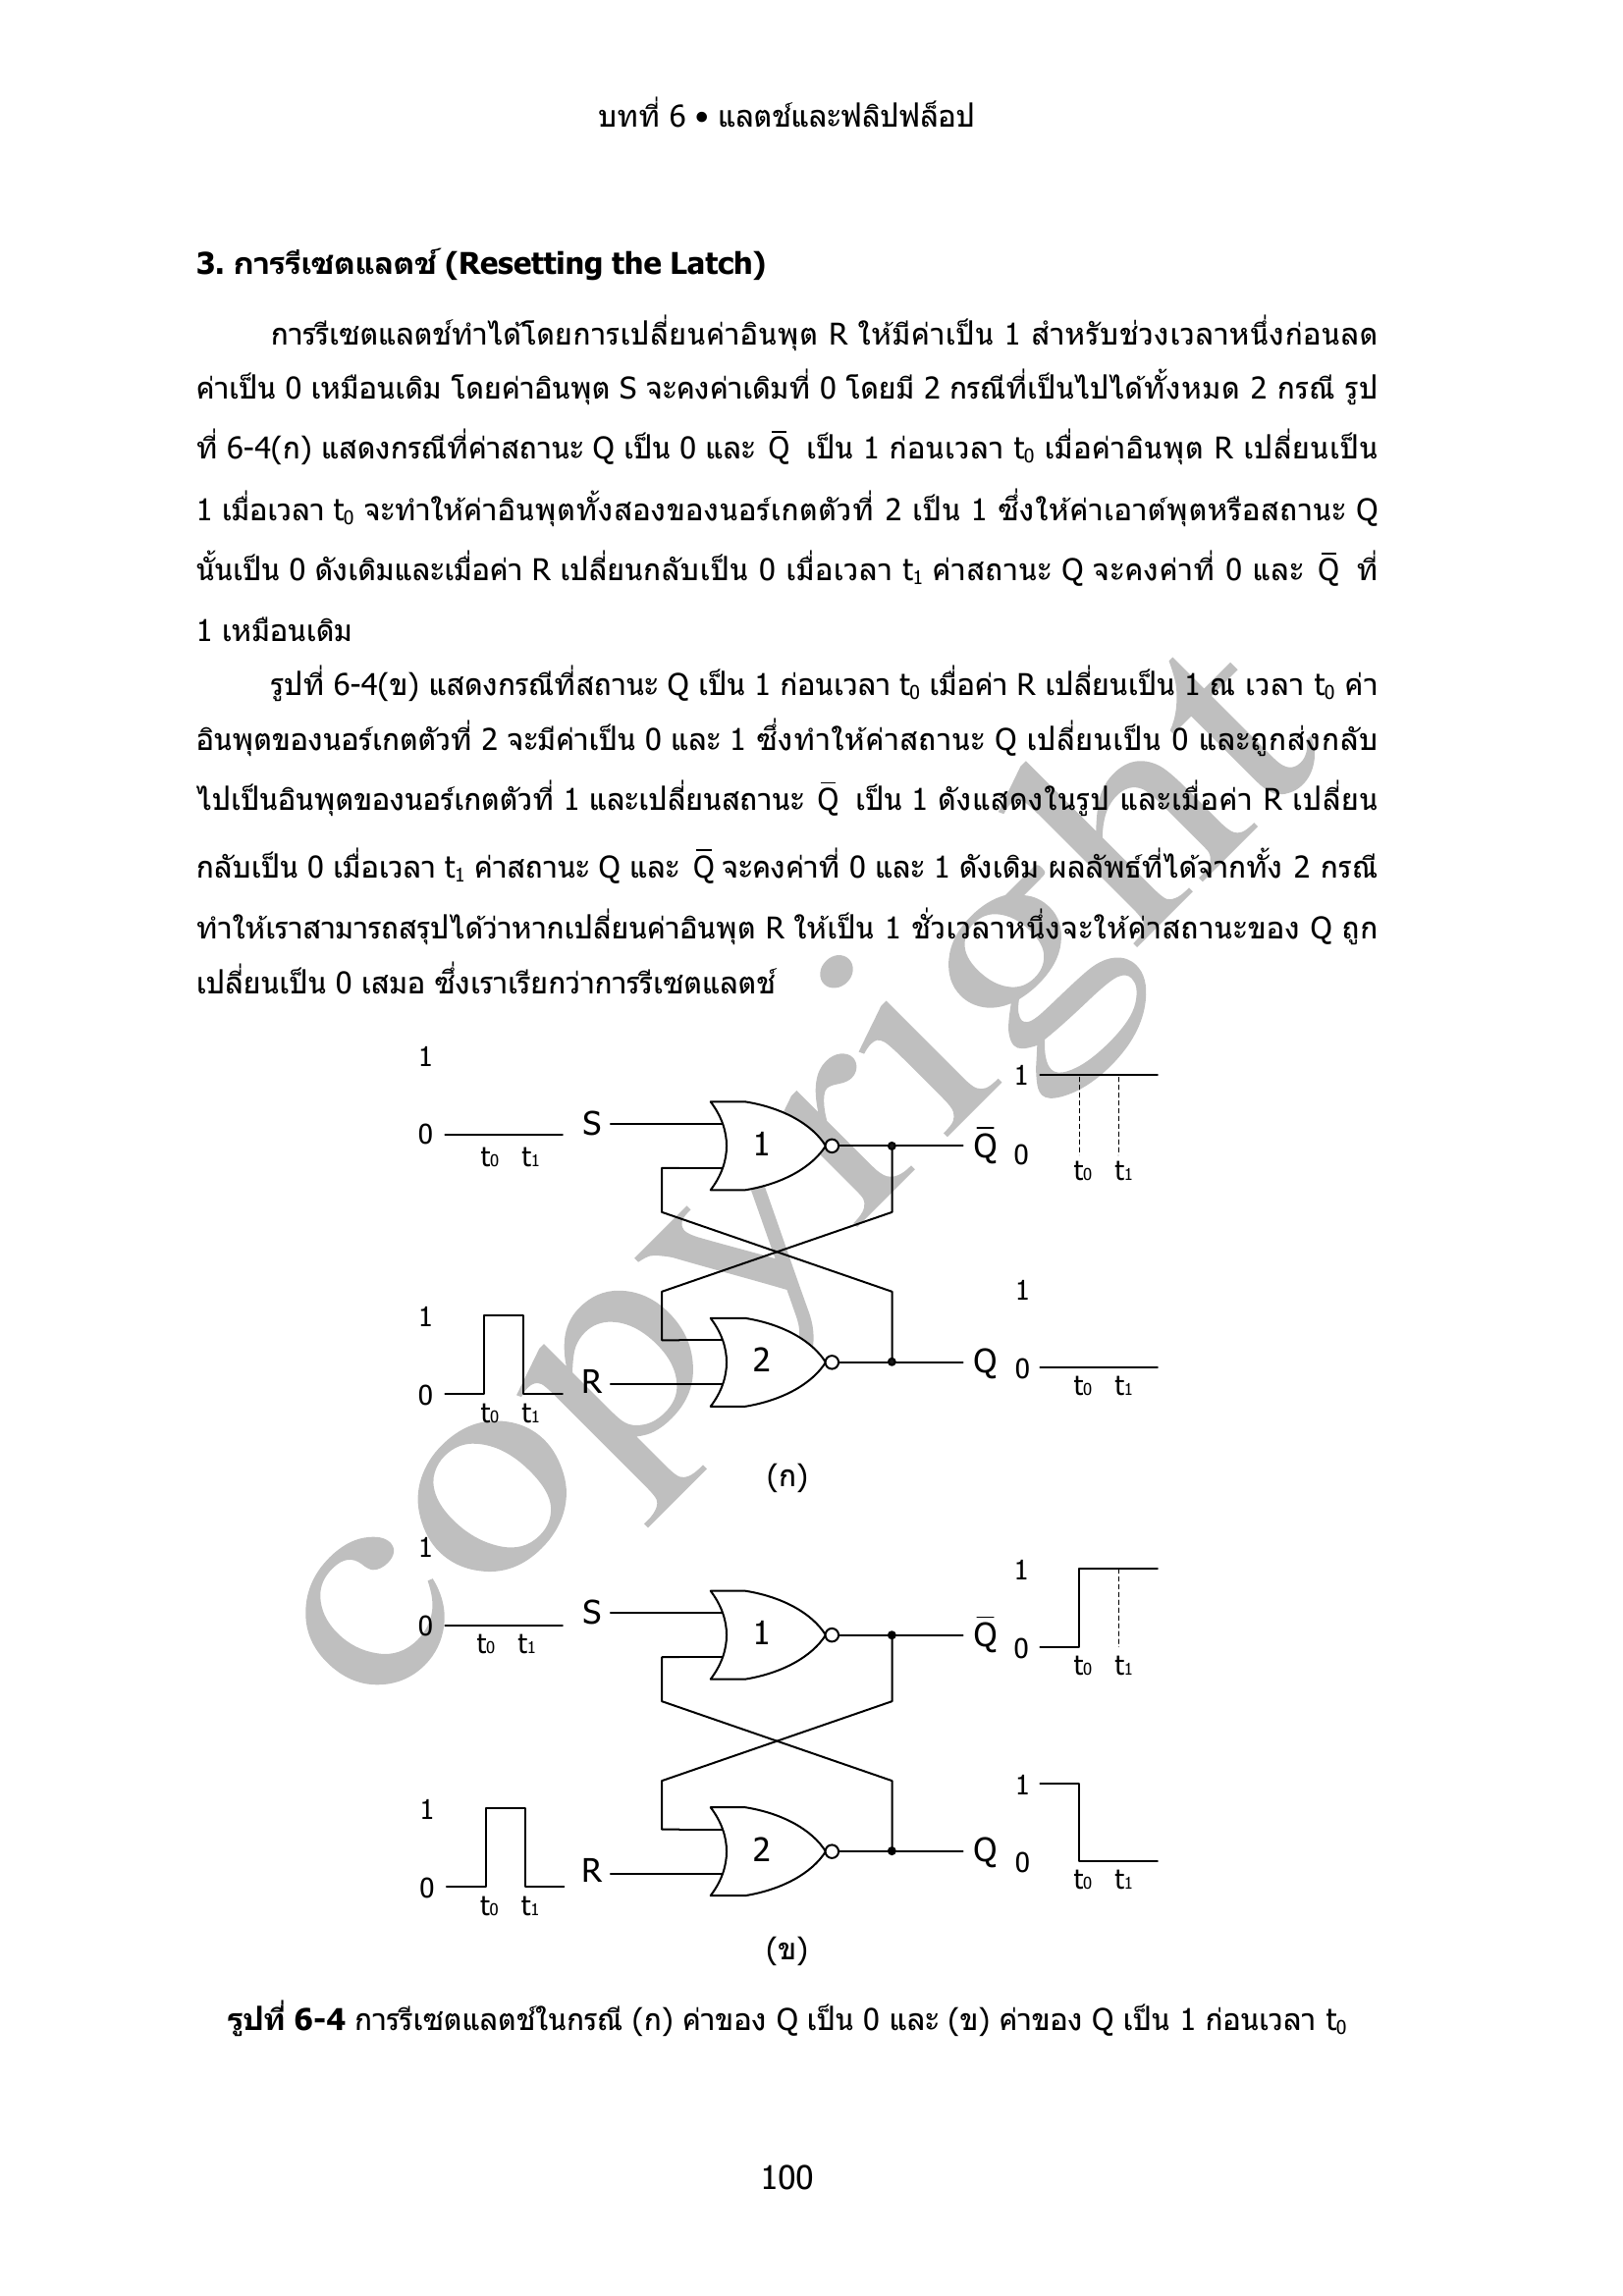 บทที่ 6 • แลตช์และฟลิปฟล็อป
3. การรีเซตแลตช์ (Resetting the Latch)
การรีเซตแลตช์ทำได้โดยการเปลี่ยนค่าอินพุต R ให้มีค่าเป็น 1 สำหรับช่วงเวลาหนึ่งก่อนลด
ค่าเป็น 0 เหมือนเดิม โดยค่าอินพุต S จะคงค่าเดิมที่ 0 โดยมี 2 กรณีที่เป็นไปได้ทั้งหมด 2 กรณี รูป
ที่ 6-4(ก) แสดงกรณีที่ค่าสถานะ Q เป็น 0 และ Q̅ เป็น 1 ก่อนเวลา t₀ เมื่อค่าอินพุต R เปลี่ยนเป็น
1 เมื่อเวลา t₀ จะทำให้ค่าอินพุตทั้งสองของนอร์เกตตัวที่ 2 เป็น 1 ซึ่งให้ค่าเอาต์พุตหรือสถานะ Q
นั้นเป็น 0 ดังเดิมและเมื่อค่า R เปลี่ยนกลับเป็น 0 เมื่อเวลา t₁ ค่าสถานะ Q จะคงค่าที่ 0 และ Q̅ ที่
1 เหมือนเดิม
รูปที่ 6-4(ข) แสดงกรณีที่สถานะ Q เป็น 1 ก่อนเวลา t₀ เมื่อค่า R เปลี่ยนเป็น 1 ณ เวลา t₀ ค่า
อินพุตของนอร์เกตตัวที่ 2 จะมีค่าเป็น 0 และ 1 ซึ่งทำให้ค่าสถานะ Q เปลี่ยนเป็น 0 และถูกส่งกลับ
ไปเป็นอินพุตของนอร์เกตตัวที่ 1 และเปลี่ยนสถานะ Q̅ เป็น 1 ดังแสดงในรูป และเมื่อค่า R เปลี่ยน
กลับเป็น 0 เมื่อเวลา t₁ ค่าสถานะ Q และ Q̅ จะคงค่าที่ 0 และ 1 ดังเดิม ผลลัพธ์ที่ได้จากทั้ง 2 กรณี
ทำให้เราสามารถสรุปได้ว่าหากเปลี่ยนค่าอินพุต R ให้เป็น 1 ชั่วเวลาหนึ่งจะให้ค่าสถานะของ Q ถูก
เปลี่ยนเป็น 0 เสมอ ซึ่งเราเรียกว่าการรีเซตแลตช์
copyright
1
0
t₀ t₁
S
1
Q̅
1
0
t₀ t₁
1
0
t₀ t₁
R
2
Q
1
0
t₀ t₁
(ก)
1
0
t₀ t₁
S
1
Q̅
1
0
t₀ t₁
1
0
t₀ t₁
R
2
Q
1
0
t₀ t₁
(ข)
รูปที่ 6-4 การรีเซตแลตช์ในกรณี (ก) ค่าของ Q เป็น 0 และ (ข) ค่าของ Q เป็น 1 ก่อนเวลา t₀
100